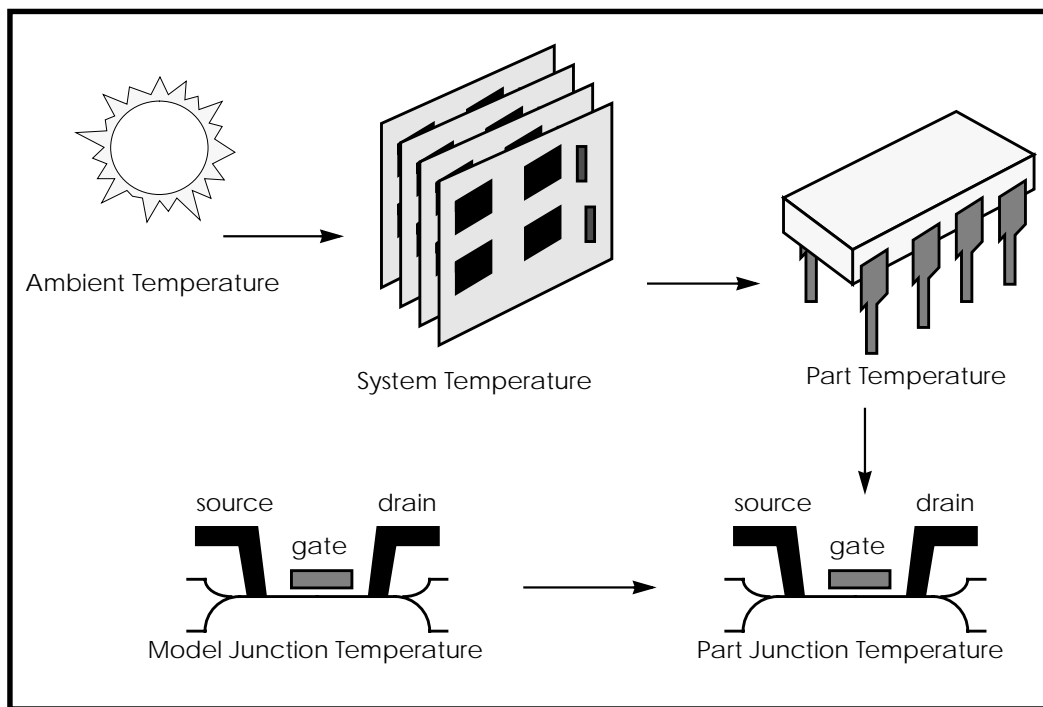 Ambient Temperature
System Temperature
Part Temperature
source
drain
gate
Model Junction Temperature
source
drain
gate
Part Junction Temperature